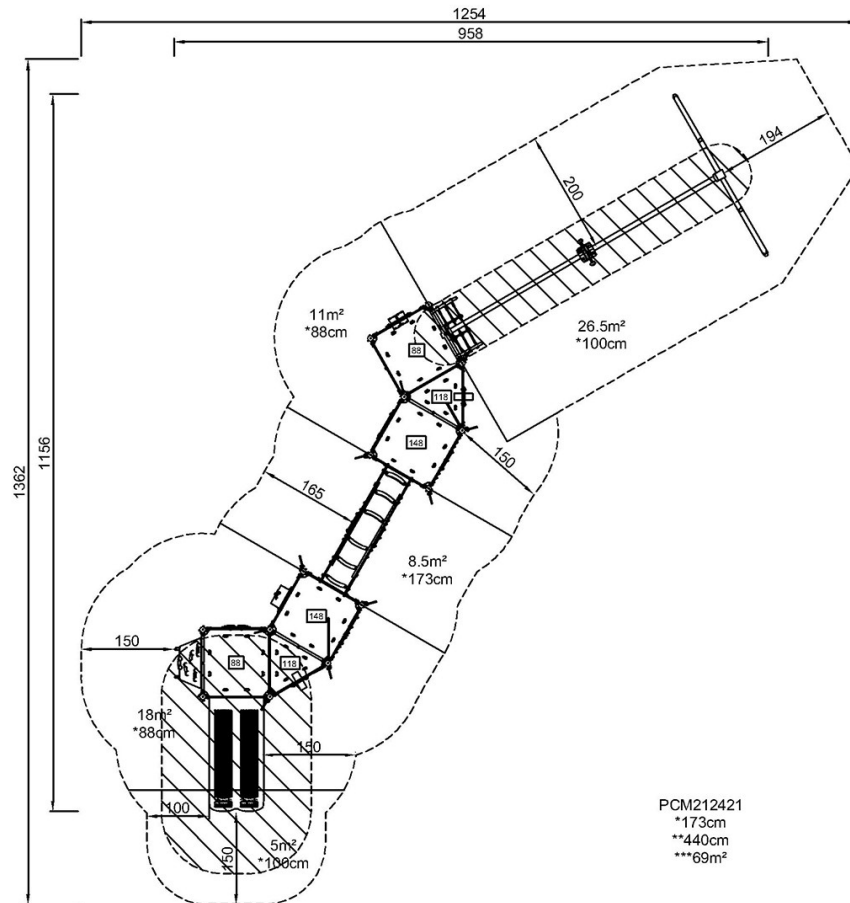 1254
958
194
200
11m²
*88cm
26.5m²
*100cm
88
118
1362
1156
148
150
165
8.5m²
*173cm
148
150
88
118
18m²
*88cm
150
100
PCM212421
*173cm
**440cm
***69m²
5m²
*100cm
150